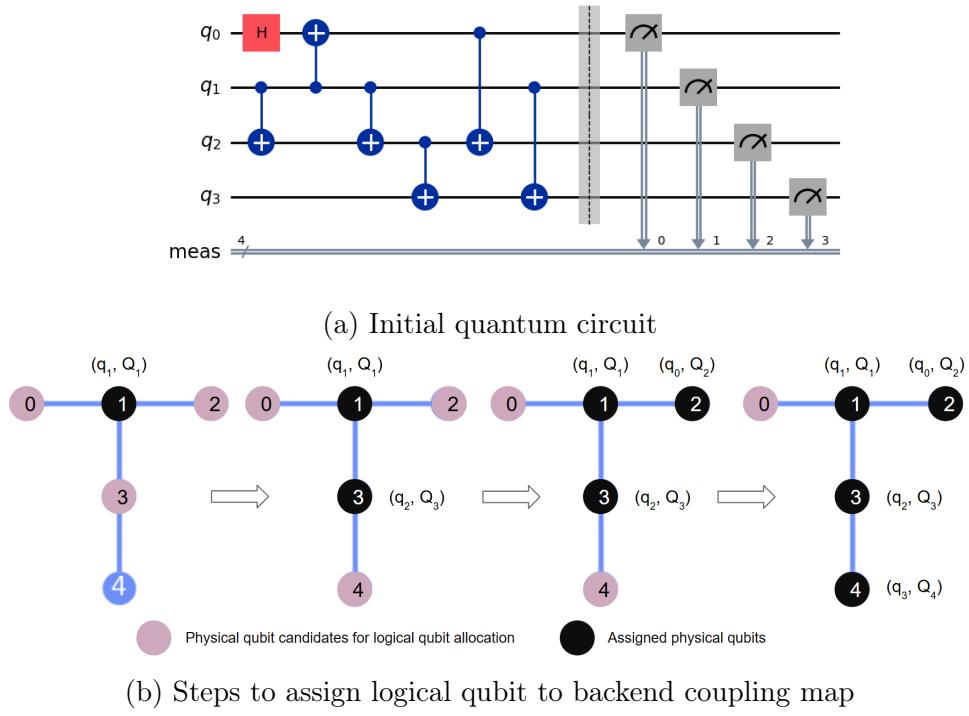 q0 H
q1
q2
q3
meas 4 0 1 2 3
(a) Initial quantum circuit
(q1, Q1) (q1, Q1) (q1, Q1) (q0, Q2) (q1, Q1) (q0, Q2)
0 1 2 0 1 2 0 1 2 0 1 2
3 3 (q2, Q3) 3 (q2, Q3) 3 (q2, Q3)
4 4 4 4 (q3, Q4)
Physical qubit candidates for logical qubit allocation Assigned physical qubits
(b) Steps to assign logical qubit to backend coupling map